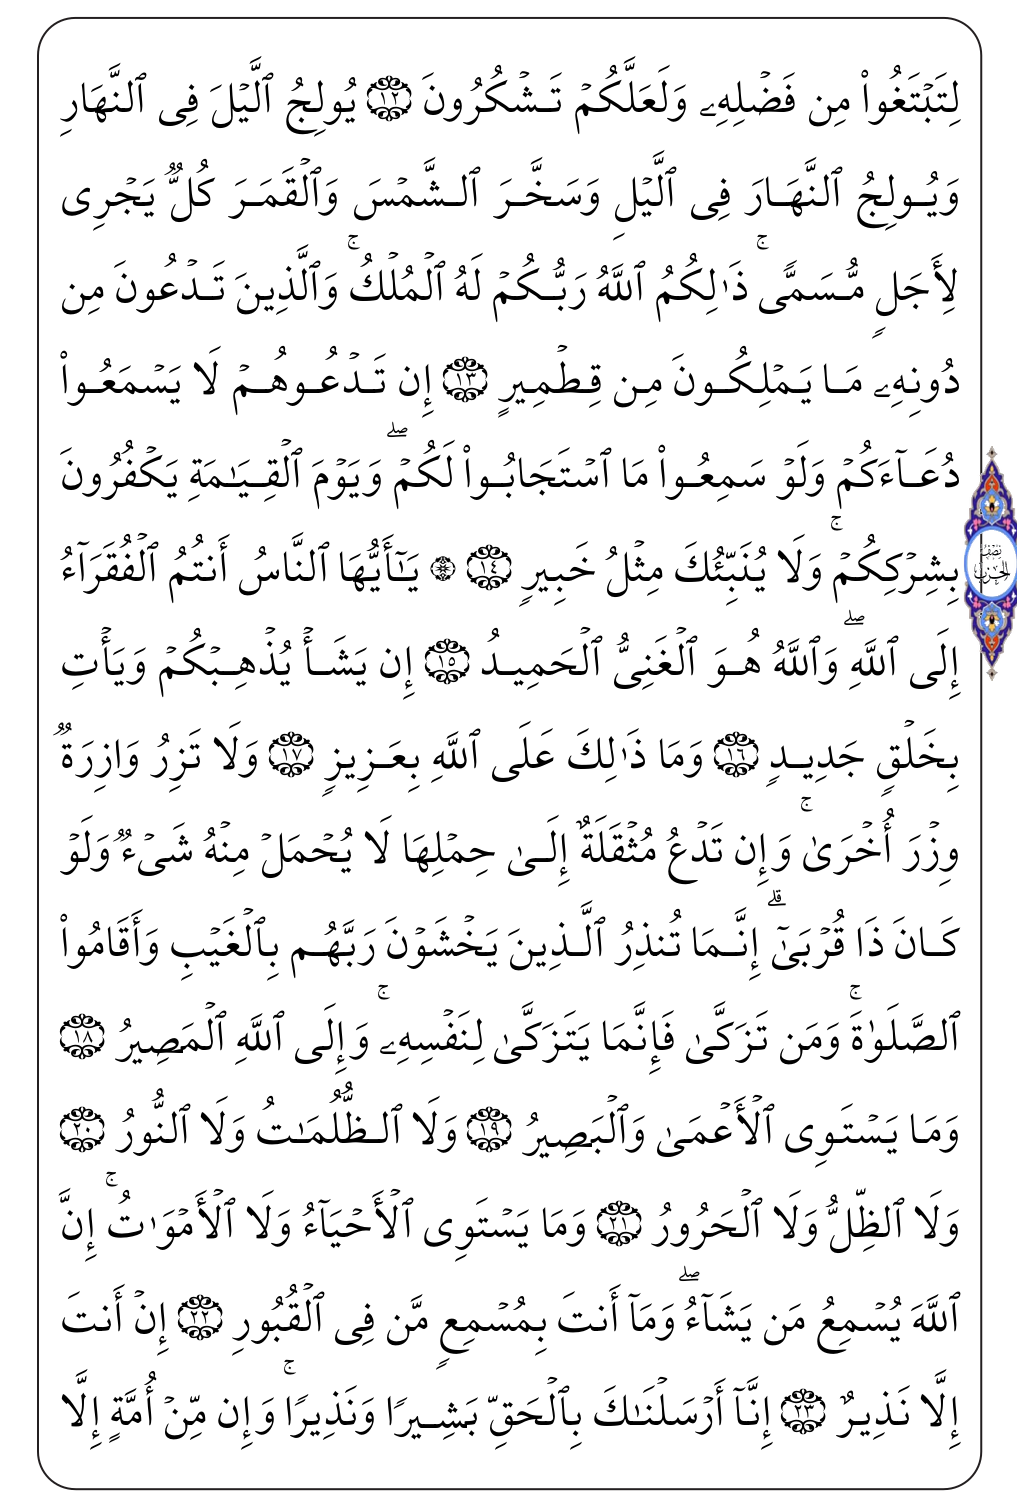 لِتَبۡتَغُواْ مِن فَضۡلِهِۦ وَلَعَلَّكُمۡ تَشۡكُرُونَ ١٢ يُولِجُ ٱلَّيۡلَ فِى ٱلنَّهَارِ
وَيُولِجُ ٱلنَّهَارَ فِى ٱلَّيۡلِ وَسَخَّرَ ٱلشَّمۡسَ وَٱلۡقَمَرَ كُلٌّ يَجۡرِى
لِأَجَلٍ مُّسَمًّىۚ ذَٰلِكُمُ ٱللَّهُ رَبُّكُمۡ لَهُ ٱلۡمُلۡكُۚ وَٱلَّذِينَ تَدۡعُونَ مِن
دُونِهِۦ مَا يَمۡلِكُونَ مِن قِطۡمِيرٍ ١٣ إِن تَدۡعُوهُمۡ لَا يَسۡمَعُواْ
دُعَآءَكُمۡ وَلَوۡ سَمِعُواْ مَا ٱسۡتَجَابُواْ لَكُمۡۖ وَيَوۡمَ ٱلۡقِيَـٰمَةِ يَكۡفُرُونَ
بِشِرۡكِكُمۡۚ وَلَا يُنَبِّئُكَ مِثۡلُ خَبِيرٍ ١٤ ۞ يَـٰٓأَيُّهَا ٱلنَّاسُ أَنتُمُ ٱلۡفُقَرَآءُ
نِصۡفُ
ٱلۡحِزۡبِ
إِلَى ٱللَّهِۖ وَٱللَّهُ هُوَ ٱلۡغَنِىُّ ٱلۡحَمِيدُ ١٥ إِن يَشَأۡ يُذۡهِبۡكُمۡ وَيَأۡتِ
بِخَلۡقٍ جَدِيدٍ ١٦ وَمَا ذَٰلِكَ عَلَى ٱللَّهِ بِعَزِيزٍ ١٧ وَلَا تَزِرُ وَازِرَةٌ
وِزۡرَ أُخۡرَىٰۚ وَإِن تَدۡعُ مُثۡقَلَةٌ إِلَىٰ حِمۡلِهَا لَا يُحۡمَلۡ مِنۡهُ شَىۡءٌ وَلَوۡ
كَانَ ذَا قُرۡبَىٰٓۗ إِنَّمَا تُنذِرُ ٱلَّذِينَ يَخۡشَوۡنَ رَبَّهُم بِٱلۡغَيۡبِ وَأَقَامُواْ
ٱلصَّلَوٰةَۚ وَمَن تَزَكَّىٰ فَإِنَّمَا يَتَزَكَّىٰ لِنَفۡسِهِۦۚ وَإِلَى ٱللَّهِ ٱلۡمَصِيرُ ١٨
وَمَا يَسۡتَوِى ٱلۡأَعۡمَىٰ وَٱلۡبَصِيرُ ١٩ وَلَا ٱلظُّلُمَـٰتُ وَلَا ٱلنُّورُ ٢٠
وَلَا ٱلظِّلُّ وَلَا ٱلۡحَرُورُ ٢١ وَمَا يَسۡتَوِى ٱلۡأَحۡيَآءُ وَلَا ٱلۡأَمۡوَٰتُۚ إِنَّ
ٱللَّهَ يُسۡمِعُ مَن يَشَآءُۖ وَمَآ أَنتَ بِمُسۡمِعٍ مَّن فِى ٱلۡقُبُورِ ٢٢ إِنۡ أَنتَ
إِلَّا نَذِيرٌ ٢٣ إِنَّآ أَرۡسَلۡنَـٰكَ بِٱلۡحَقِّ بَشِيرًا وَنَذِيرًاۚ وَإِن مِّنۡ أُمَّةٍ إِلَّا